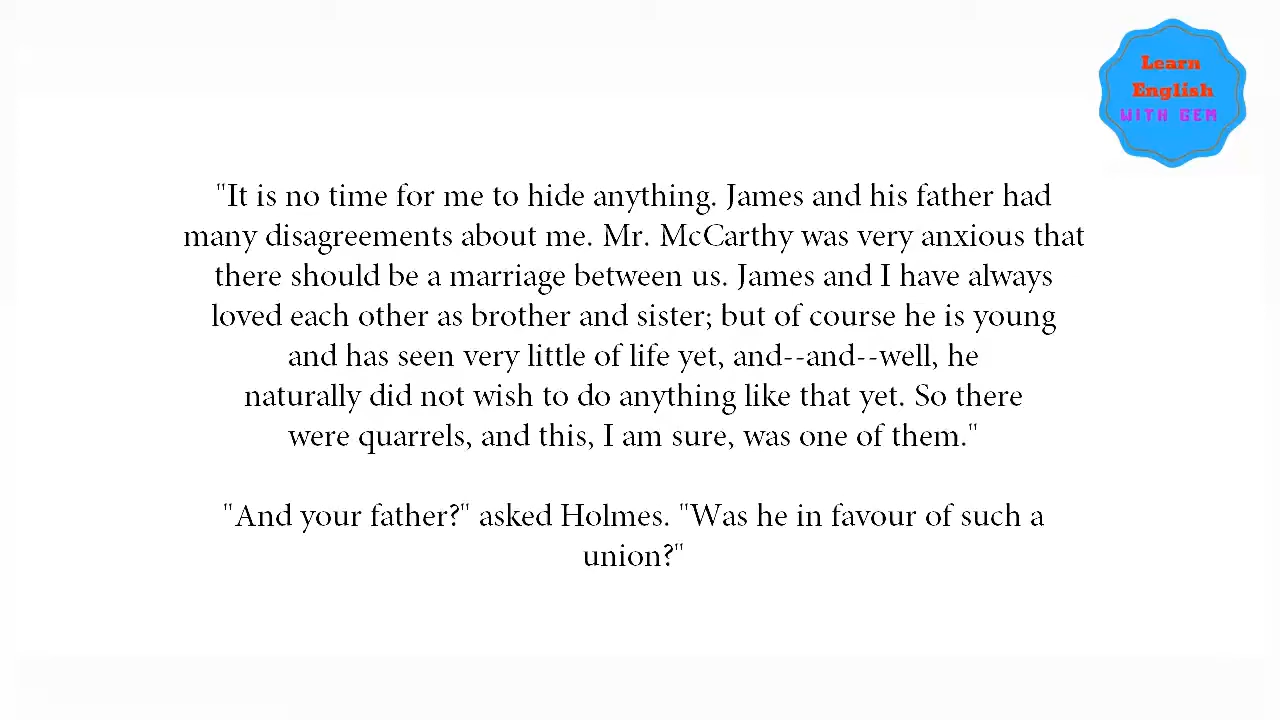 Learn
English
WITH GEM
"It is no time for me to hide anything. James and his father had
many disagreements about me. Mr. McCarthy was very anxious that
there should be a marriage between us. James and I have always
loved each other as brother and sister; but of course he is young
and has seen very little of life yet, and--and--well, he
naturally did not wish to do anything like that yet. So there
were quarrels, and this, I am sure, was one of them."
"And your father?" asked Holmes. "Was he in favour of such a
union?"